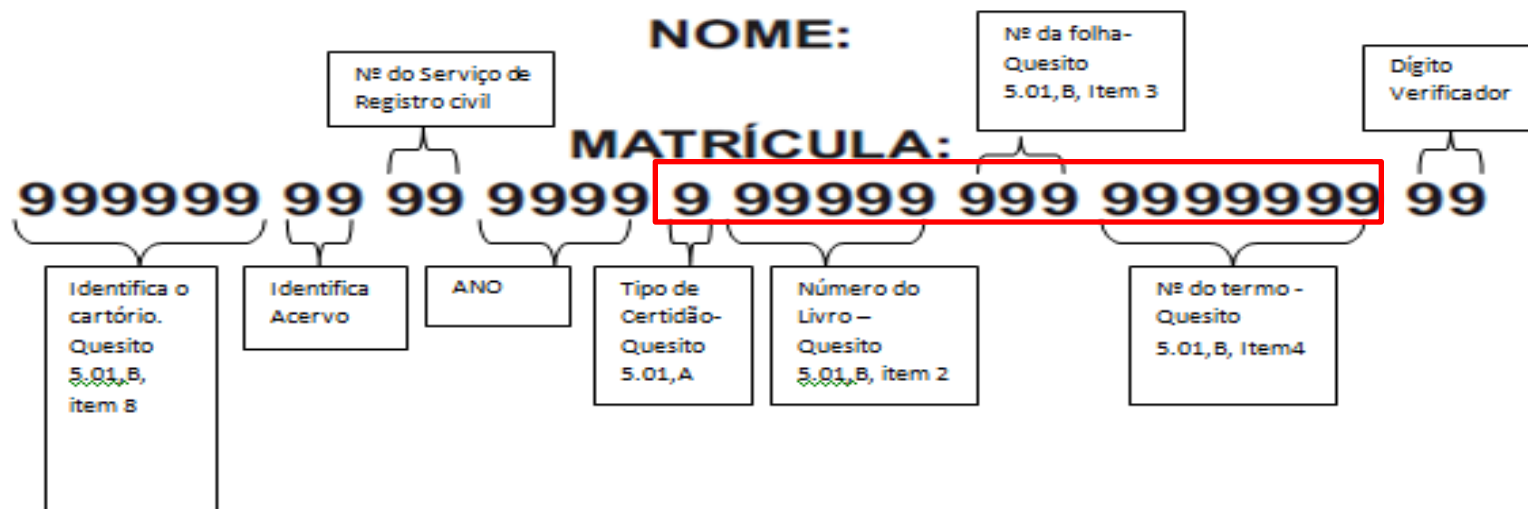 NOME:
Nº do Serviço de
Registro civil
Nº da folha-
Quesito
5.01,B, Item 3
Dígito
Verificador
MATRÍCULA:
999999 99 99 9999 9 99999 999 9999999 99
Identifica o
cartório.
Quesito
5.01,B,
item 8
Identifica
Acervo
ANO
Tipo de
Certidão-
Quesito
5.01,A
Número do
Livro –
Quesito
5.01,B, item 2
Nº do termo -
Quesito
5.01,B, Item4